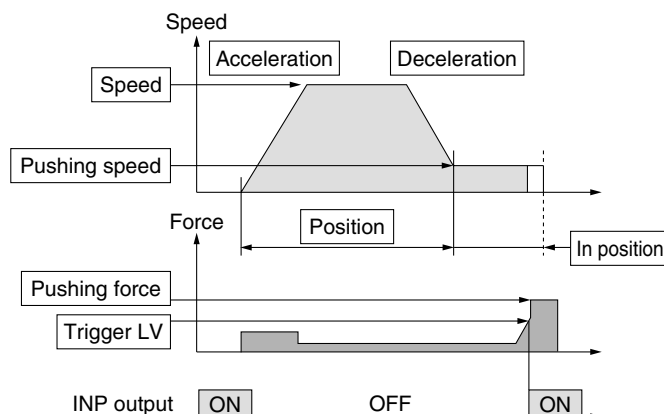 Speed
Acceleration
Deceleration
Speed
Pushing speed
Force
Position
In position
Pushing force
Trigger LV
INP output
ON
OFF
ON